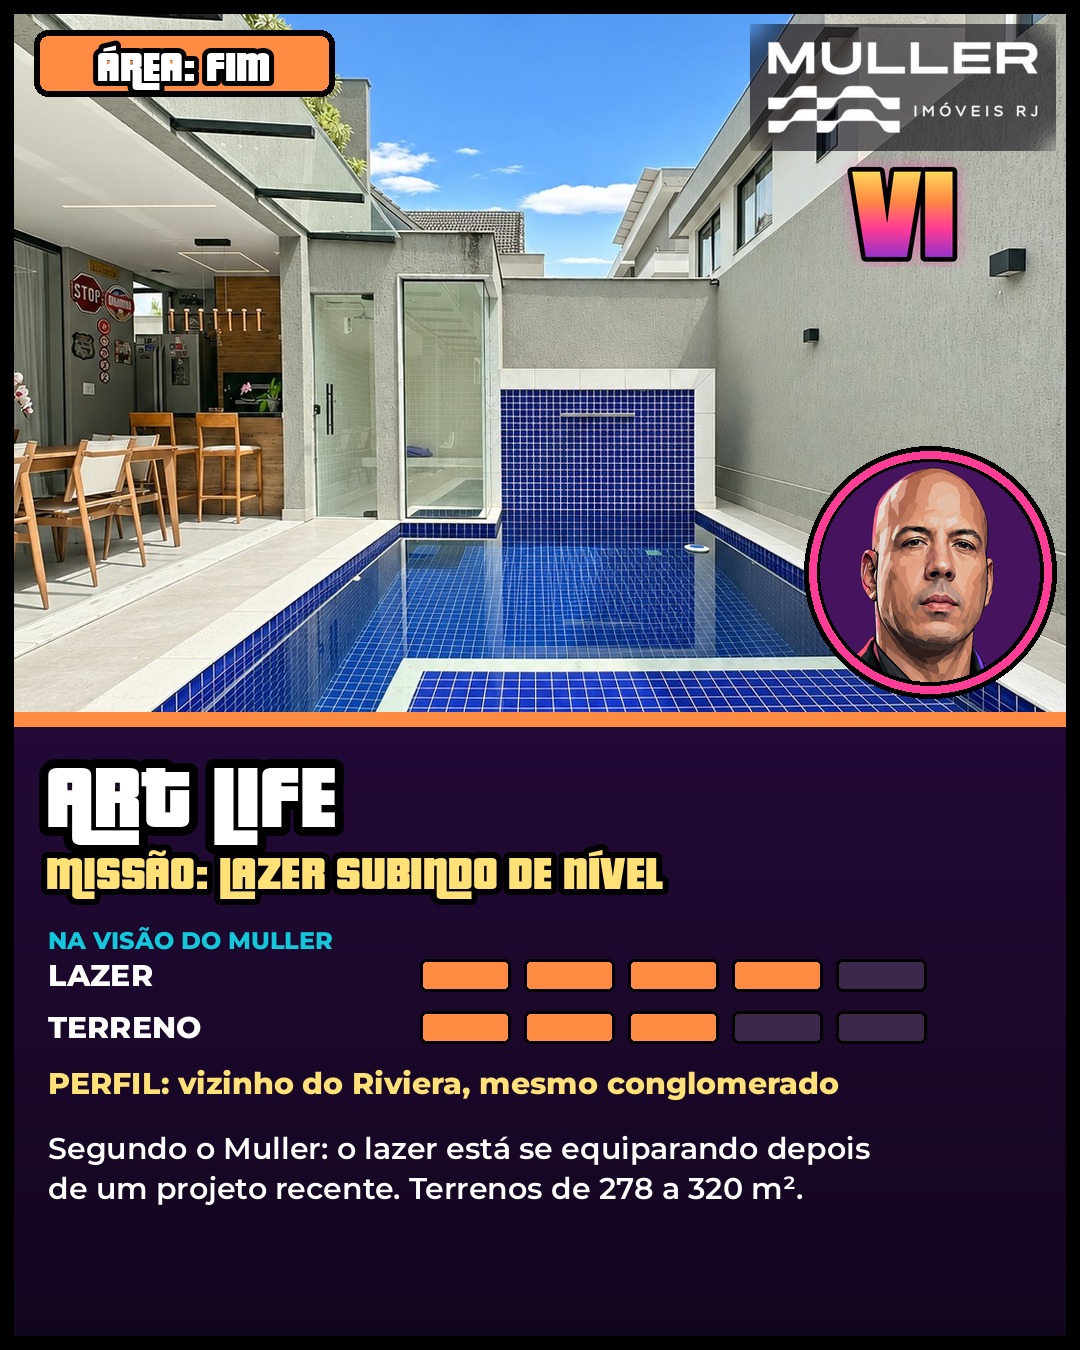 ÁREA: FIM
MULLER
IMÓVEIS RJ
VI
STOP
ART LIFE
MISSÃO: LAZER SUBINDO DE NÍVEL
NA VISÃO DO MULLER
LAZER
TERRENO
PERFIL: vizinho do Riviera, mesmo conglomerado
Segundo o Muller: o lazer está se equiparando depois
de um projeto recente. Terrenos de 278 a 320 m².